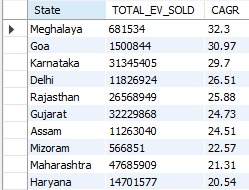 State TOTAL_EV_SOLD CAGR
Meghalaya 681534 32.3
Goa 1500844 30.97
Karnataka 31345405 29.7
Delhi 11826924 26.51
Rajasthan 26568949 25.88
Gujarat 32229868 24.73
Assam 11263040 24.51
Mizoram 566851 22.57
Maharashtra 47685909 21.31
Haryana 14701577 20.54